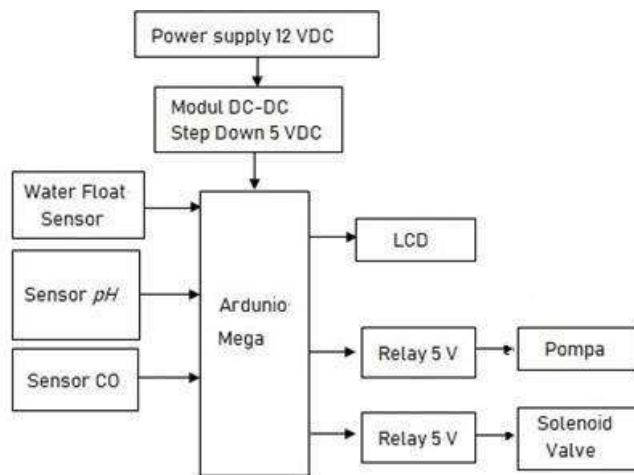 Power supply 12 VDC
Modul DC-DC
Step Down 5 VDC
Water Float
Sensor
Sensor pH
Sensor CO
Ardunio
Mega
LCD
Relay 5 V
Pompa
Relay 5 V
Solenoid
Valve